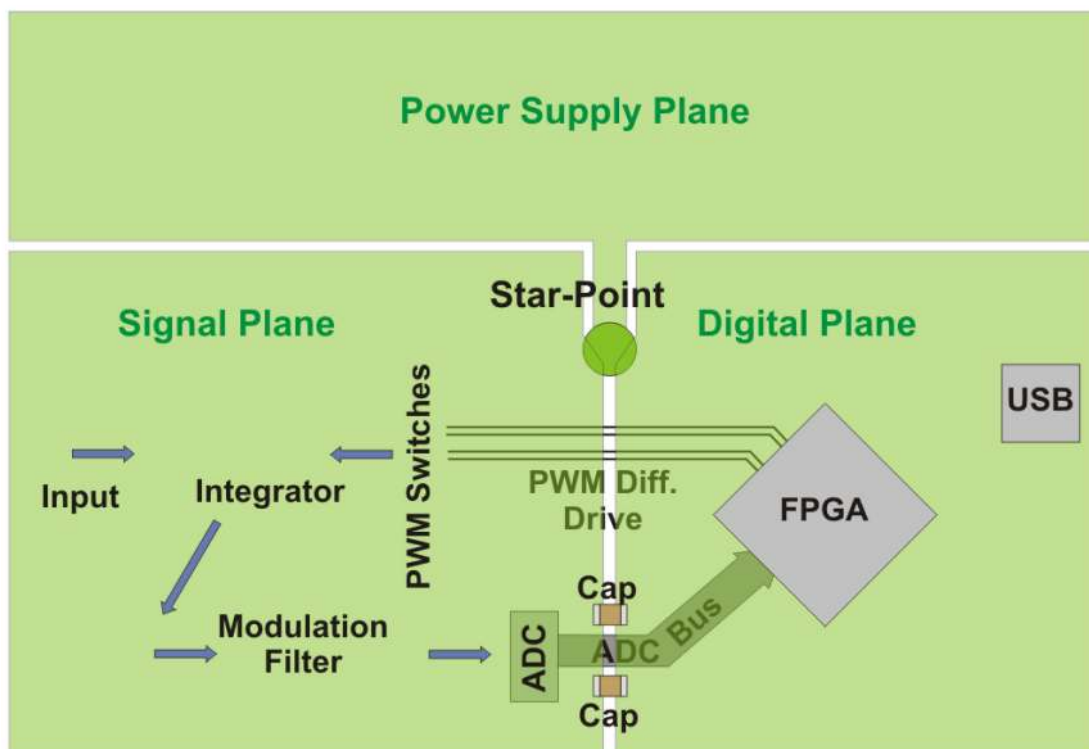 Power Supply Plane
Star-Point
Signal Plane
Digital Plane
USB
PWM Switches
Input
Integrator
PWM Diff.
Drive
FPGA
Cap
Modulation
Filter
ADC
ADC Bus
Cap